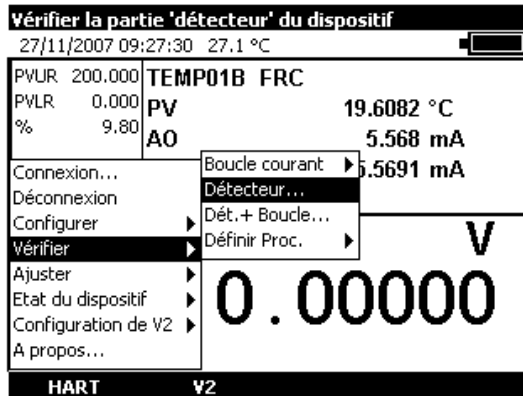 Vérifier la partie 'détecteur' du dispositif
27/11/2007 09:27:30 27.1 °C
PVUR 200.000
PVLR 0.000
% 9.80
TEMP01B FRC
PV 19.6082 °C
AO 5.568 mA
5.5691 mA
Connexion...
Déconnexion
Configurer
Vérifier
Ajuster
Etat du dispositif
Configuration de V2
A propos...
Boucle courant
Détecteur...
Dét.+ Boucle...
Définir Proc.
V
0.00000
HART V2